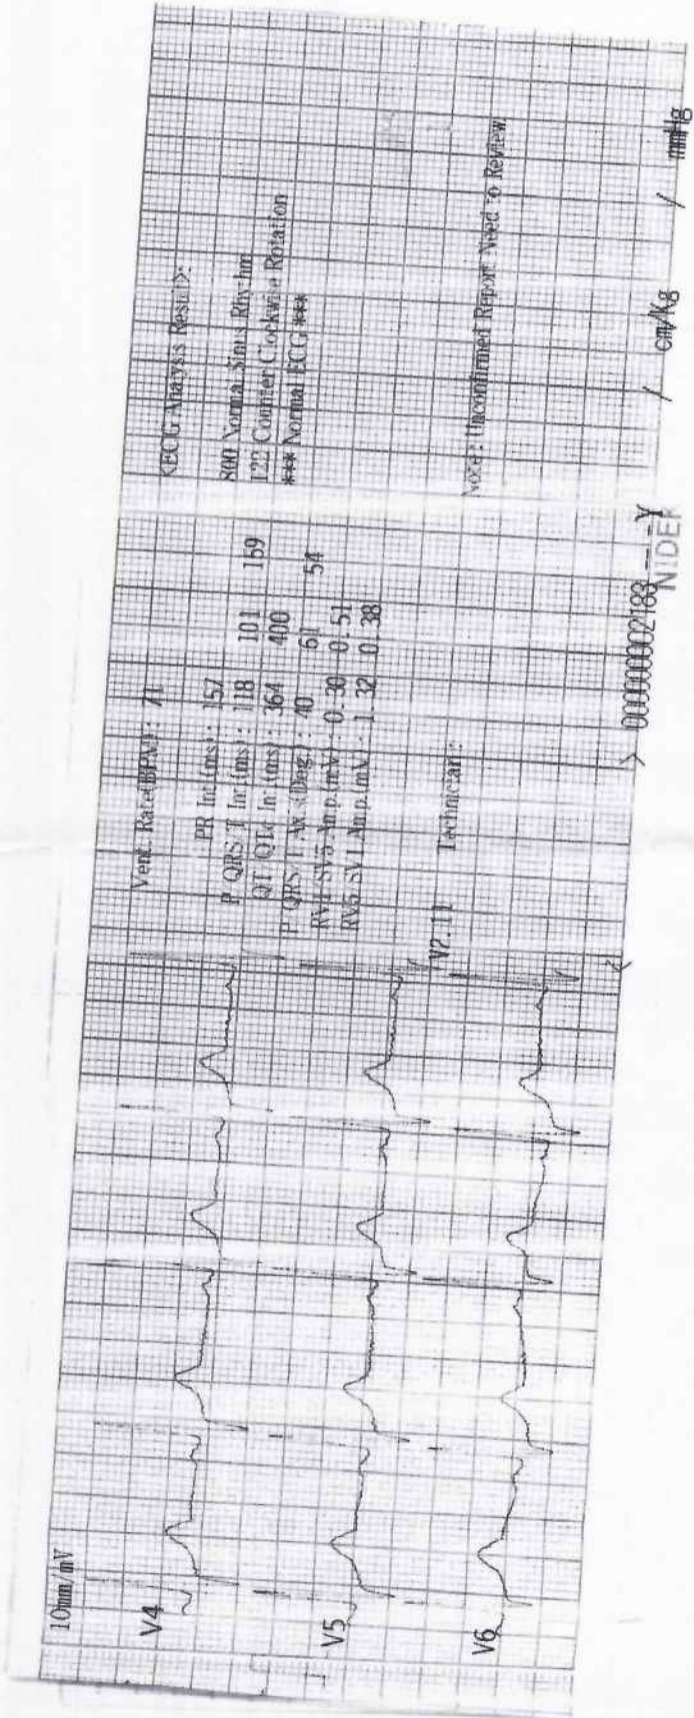 10mm/mV
V4
V5
V6
Vent. Rate(BPM) : 71
PR Int.(ms) : 157
P QRS T Int.(ms) : 118 101 159
QT QTc Int.(ms) : 364 400
P QRS T Ax.(Deg.) : 40 61 54
RV1 SV5 Amp.(mV) : 0.30 0.51
RV5 SV1 Amp.(mV) : 1.32 0.38
V2.11 Technician :
<ECG Analysis Result>:
800 Normal Sinus Rhythm
122 Counter Clockwise Rotation
*** Normal ECG ***
Note : Unconfirmed Report Need to Review
000000002183 ---Y
/ cm/Kg / mmHg
NIDEK